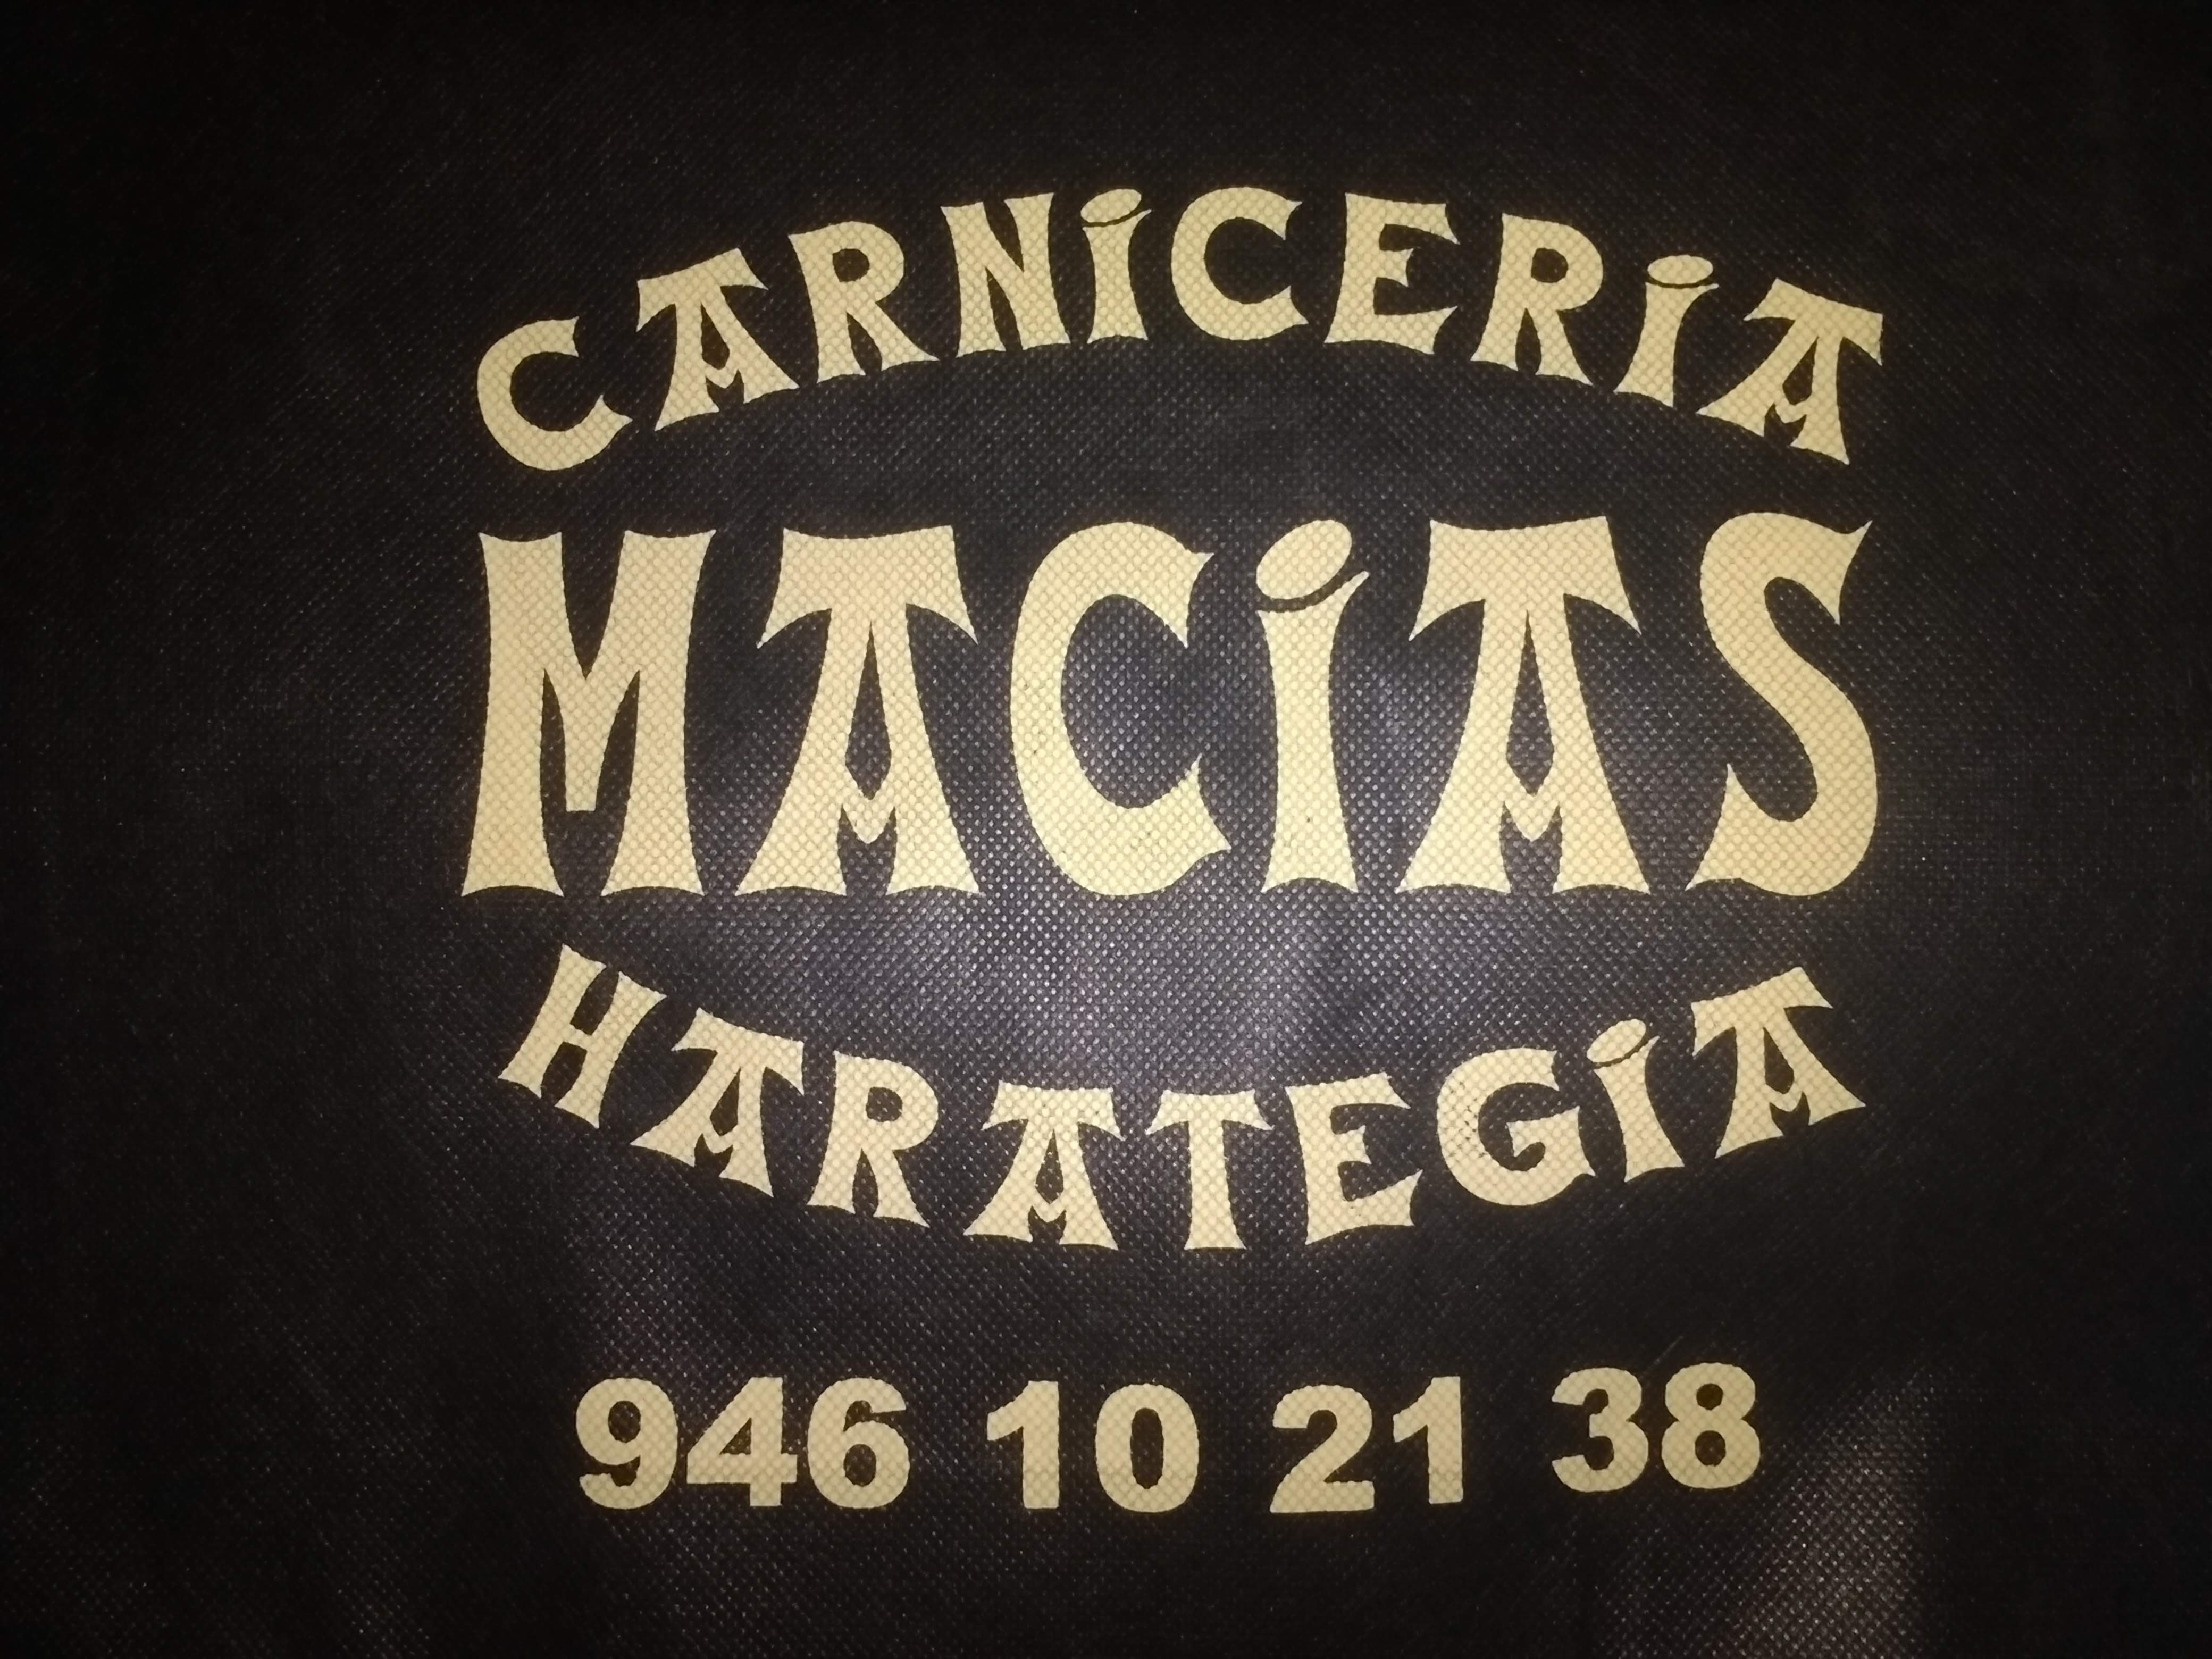 CARNiCERiA
MACiAS
HARATEGiA
946 10 21 38